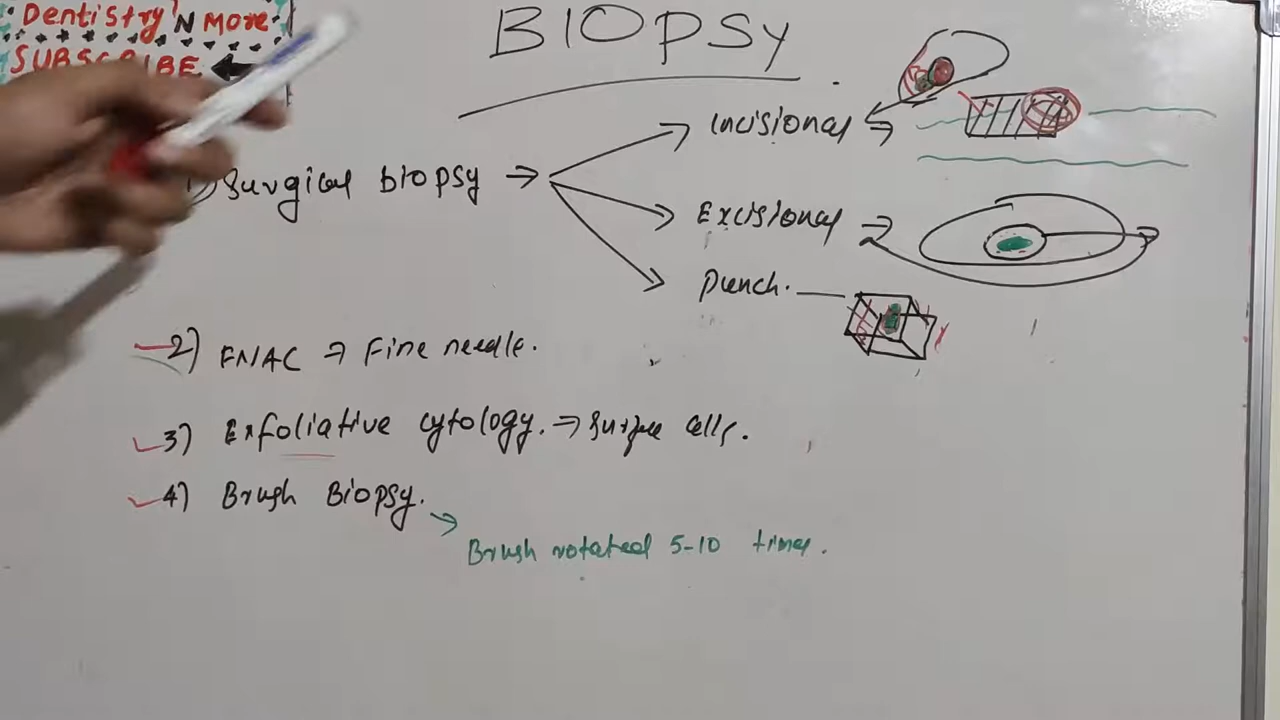 Dentistry 'N More
SUBSCRIBE
BIOPSY
1) Surgical biopsy → Incisional →
Excisional →
Punch.
2) FNAC ⇒ Fine needle.
3) Exfoliative cytology. ⇒ Surface cells.
4) Brush Biopsy.
Brush rotated 5-10 times.